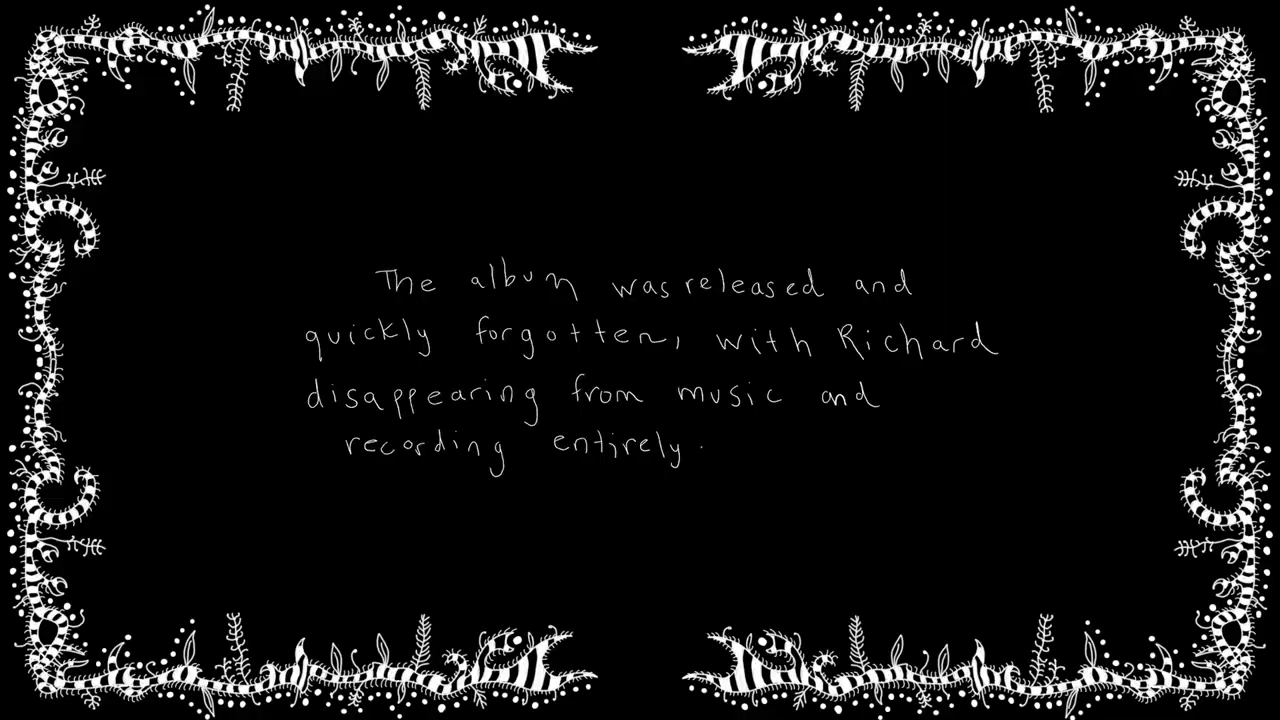 The album was released and
quickly forgotten, with Richard
disappearing from music and
recording entirely.